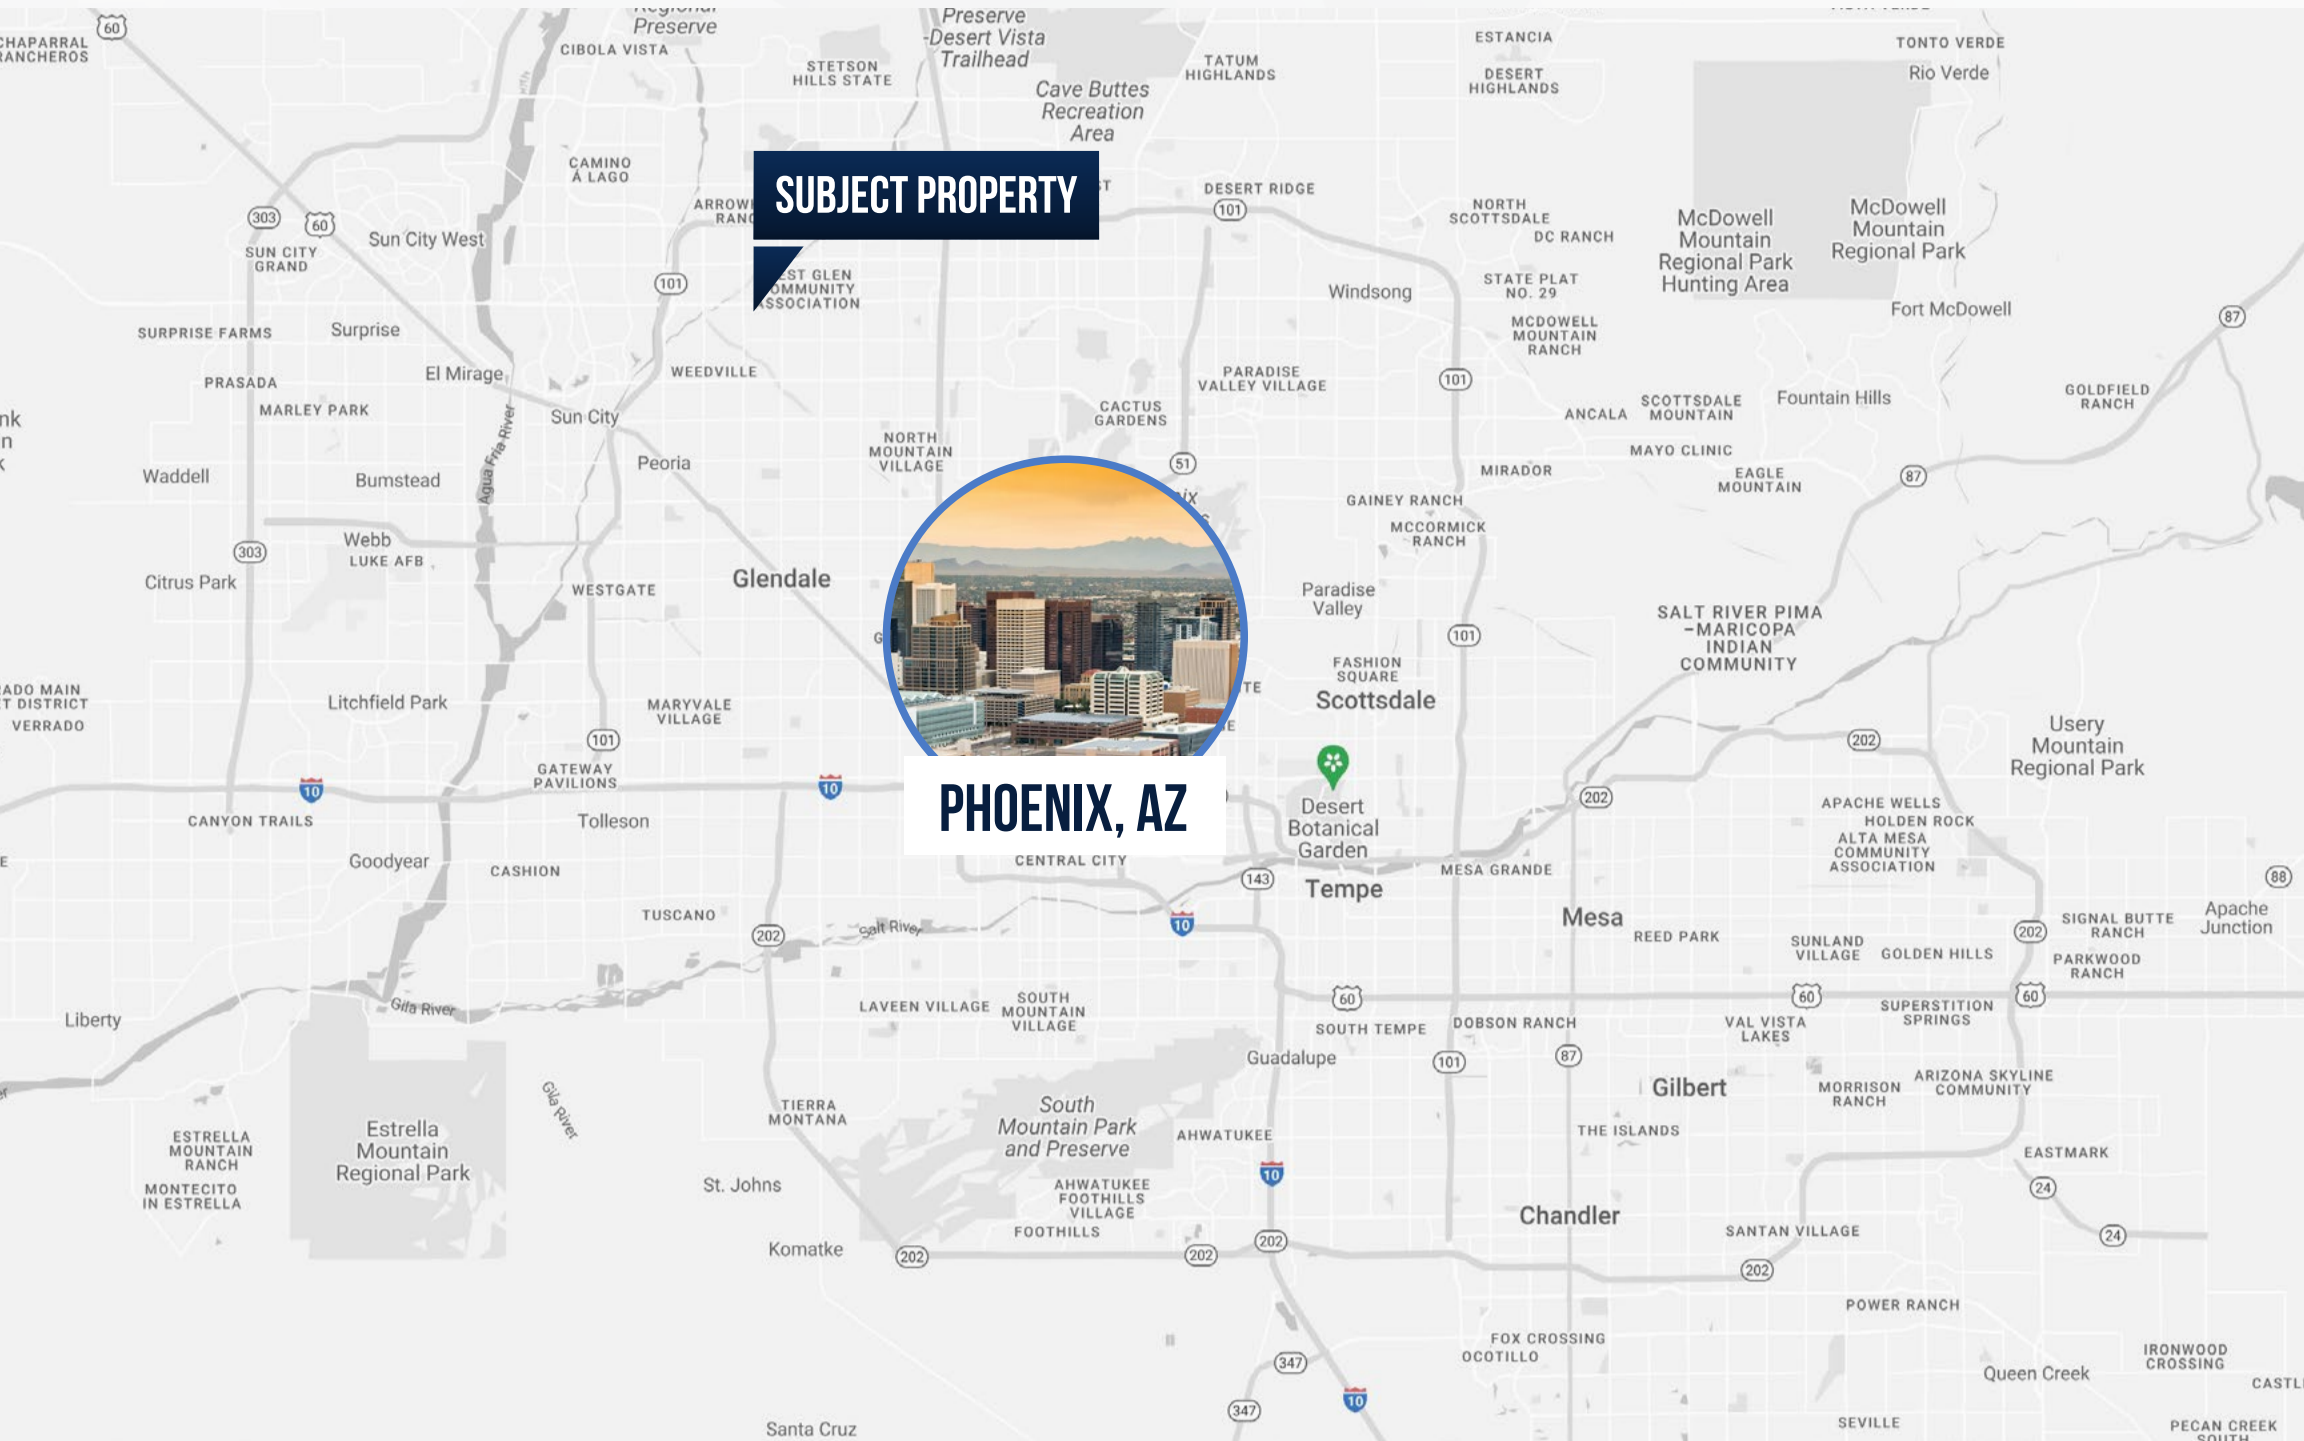 Preserve
Preserve
-Desert Vista
Trailhead
60
CHAPARRAL
RANCHEROS
CIBOLA VISTA
STETSON
HILLS STATE
Cave Buttes
Recreation
Area
TATUM
HIGHLANDS
ESTANCIA
DESERT
HIGHLANDS
TONTO VERDE
Rio Verde
CAMINO
Á LAGO
SUBJECT PROPERTY
DESERT RIDGE
101
NORTH
SCOTTSDALE
DC RANCH
McDowell
Mountain
Regional Park
Hunting Area
McDowell
Mountain
Regional Park
303
60
SUN CITY
GRAND
Sun City West
101
COMMUNITY
ASSOCIATION
Windsong
STATE PLAT
NO. 29
MCDOWELL
MOUNTAIN
RANCH
Fort McDowell
87
SURPRISE FARMS
Surprise
El Mirage
WEEDVILLE
PRASADA
MARLEY PARK
Sun City
PARADISE
VALLEY VILLAGE
101
CACTUS
GARDENS
ANCALA
SCOTTSDALE
MOUNTAIN
Fountain Hills
GOLDFIELD
RANCH
Agua Fria River
NORTH
MOUNTAIN
VILLAGE
51
MAYO CLINIC
MIRADOR
EAGLE
MOUNTAIN
87
Waddell
Bumstead
Peoria
GAINEY RANCH
MCCORMICK
RANCH
303
Webb
LUKE AFB
Citrus Park
WESTGATE
Glendale
Paradise
Valley
101
SALT RIVER PIMA
-MARICOPA
INDIAN
COMMUNITY
FASHION
SQUARE
Scottsdale
VERRADO
Litchfield Park
MARYVALE
VILLAGE
101
202
Usery
Mountain
Regional Park
10
GATEWAY
PAVILIONS
10
PHOENIX, AZ
Desert
Botanical
Garden
202
APACHE WELLS
HOLDEN ROCK
ALTA MESA
COMMUNITY
ASSOCIATION
CANYON TRAILS
Tolleson
Goodyear
CASHION
CENTRAL CITY
143
Tempe
MESA GRANDE
88
TUSCANO
202
Salt River
10
Mesa
REED PARK
SUNLAND
VILLAGE
GOLDEN HILLS
202
SIGNAL BUTTE
RANCH
Apache
Junction
PARKWOOD
RANCH
Liberty
Gila River
LAVEEN VILLAGE
SOUTH
MOUNTAIN
VILLAGE
60
60
60
SOUTH TEMPE
DOBSON RANCH
VAL VISTA
LAKES
SUPERSTITION
SPRINGS
Guadalupe
101
87
Gilbert
MORRISON
RANCH
ARIZONA SKYLINE
COMMUNITY
Gila River
TIERRA
MONTANA
South
Mountain Park
and Preserve
AHWATUKEE
THE ISLANDS
EASTMARK
ESTRELLA
MOUNTAIN
RANCH
MONTECITO
IN ESTRELLA
Estrella
Mountain
Regional Park
St. Johns
AHWATUKEE
FOOTHILLS
VILLAGE
FOOTHILLS
10
24
Chandler
SANTAN VILLAGE
24
Komatke
202
202
202
202
POWER RANCH
FOX CROSSING
OCOTILLO
347
IRONWOOD
CROSSING
Queen Creek
10
347
SEVILLE
PECAN CREEK
SOUTH
Santa Cruz